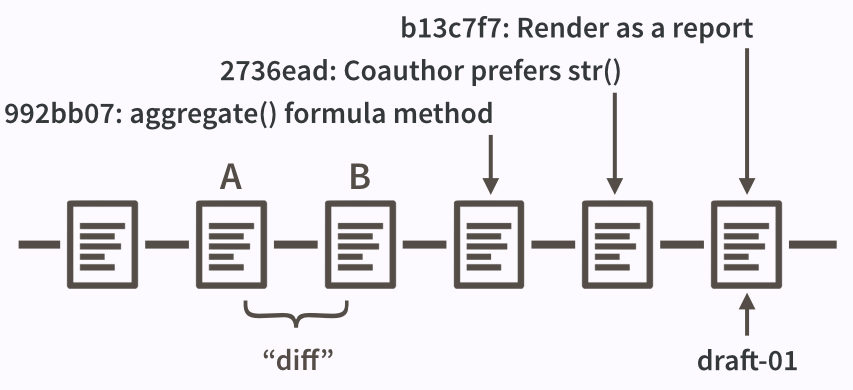 b13c7f7: Render as a report
2736ead: Coauthor prefers str()
992bb07: aggregate() formula method
A
B
“diff”
draft-01